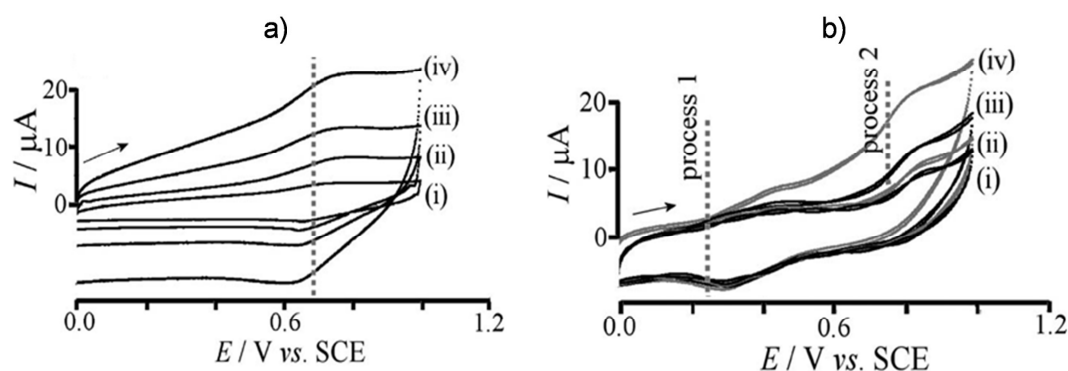 a)
I / μA
20
10
0
(iv)
(iii)
(ii)
(i)
0.0
0.6
1.2
E / V vs. SCE
b)
I / μA
20
10
0
process 1
process 2
(iv)
(iii)
(ii)
(i)
0.0
0.6
1.2
E / V vs. SCE